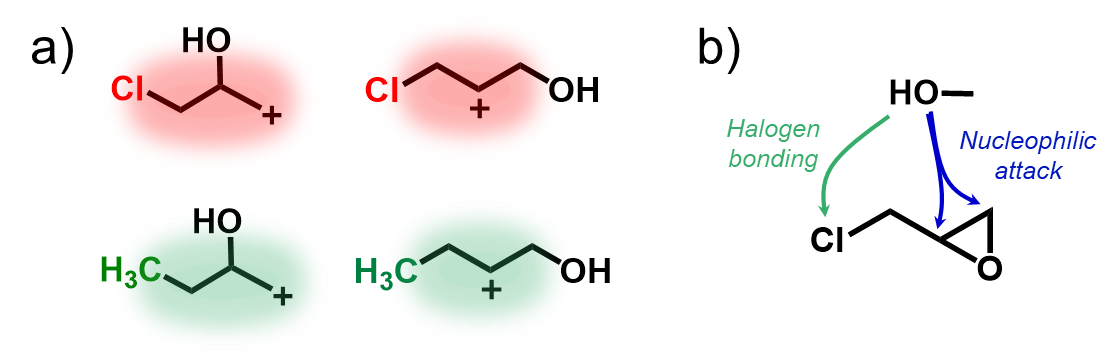 a)
HO
Cl
+
Cl
+
OH
HO
H₃C
+
H₃C
+
OH
b)
HO
Halogen
bonding
Nucleophilic
attack
Cl
O